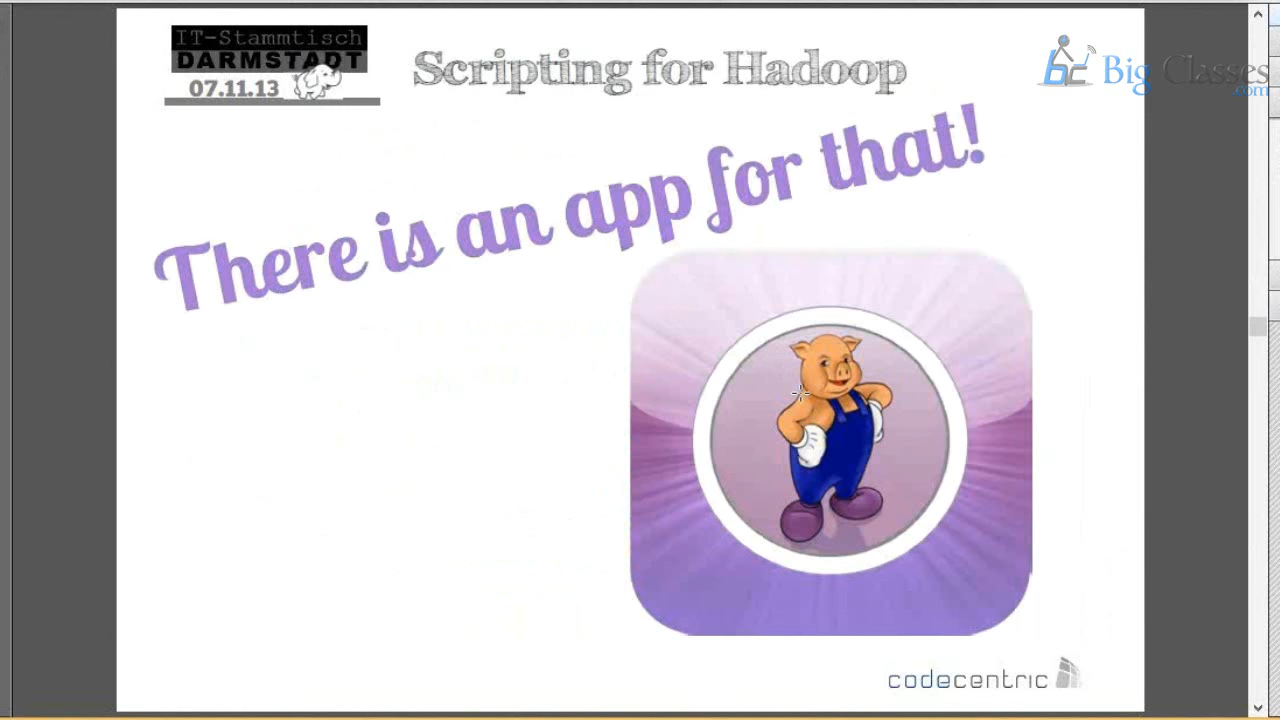 IT-Stammtisch
DARMSTADT
07.11.13
Scripting for Hadoop
Big Classes
.com
There is an app for that!
codecentric